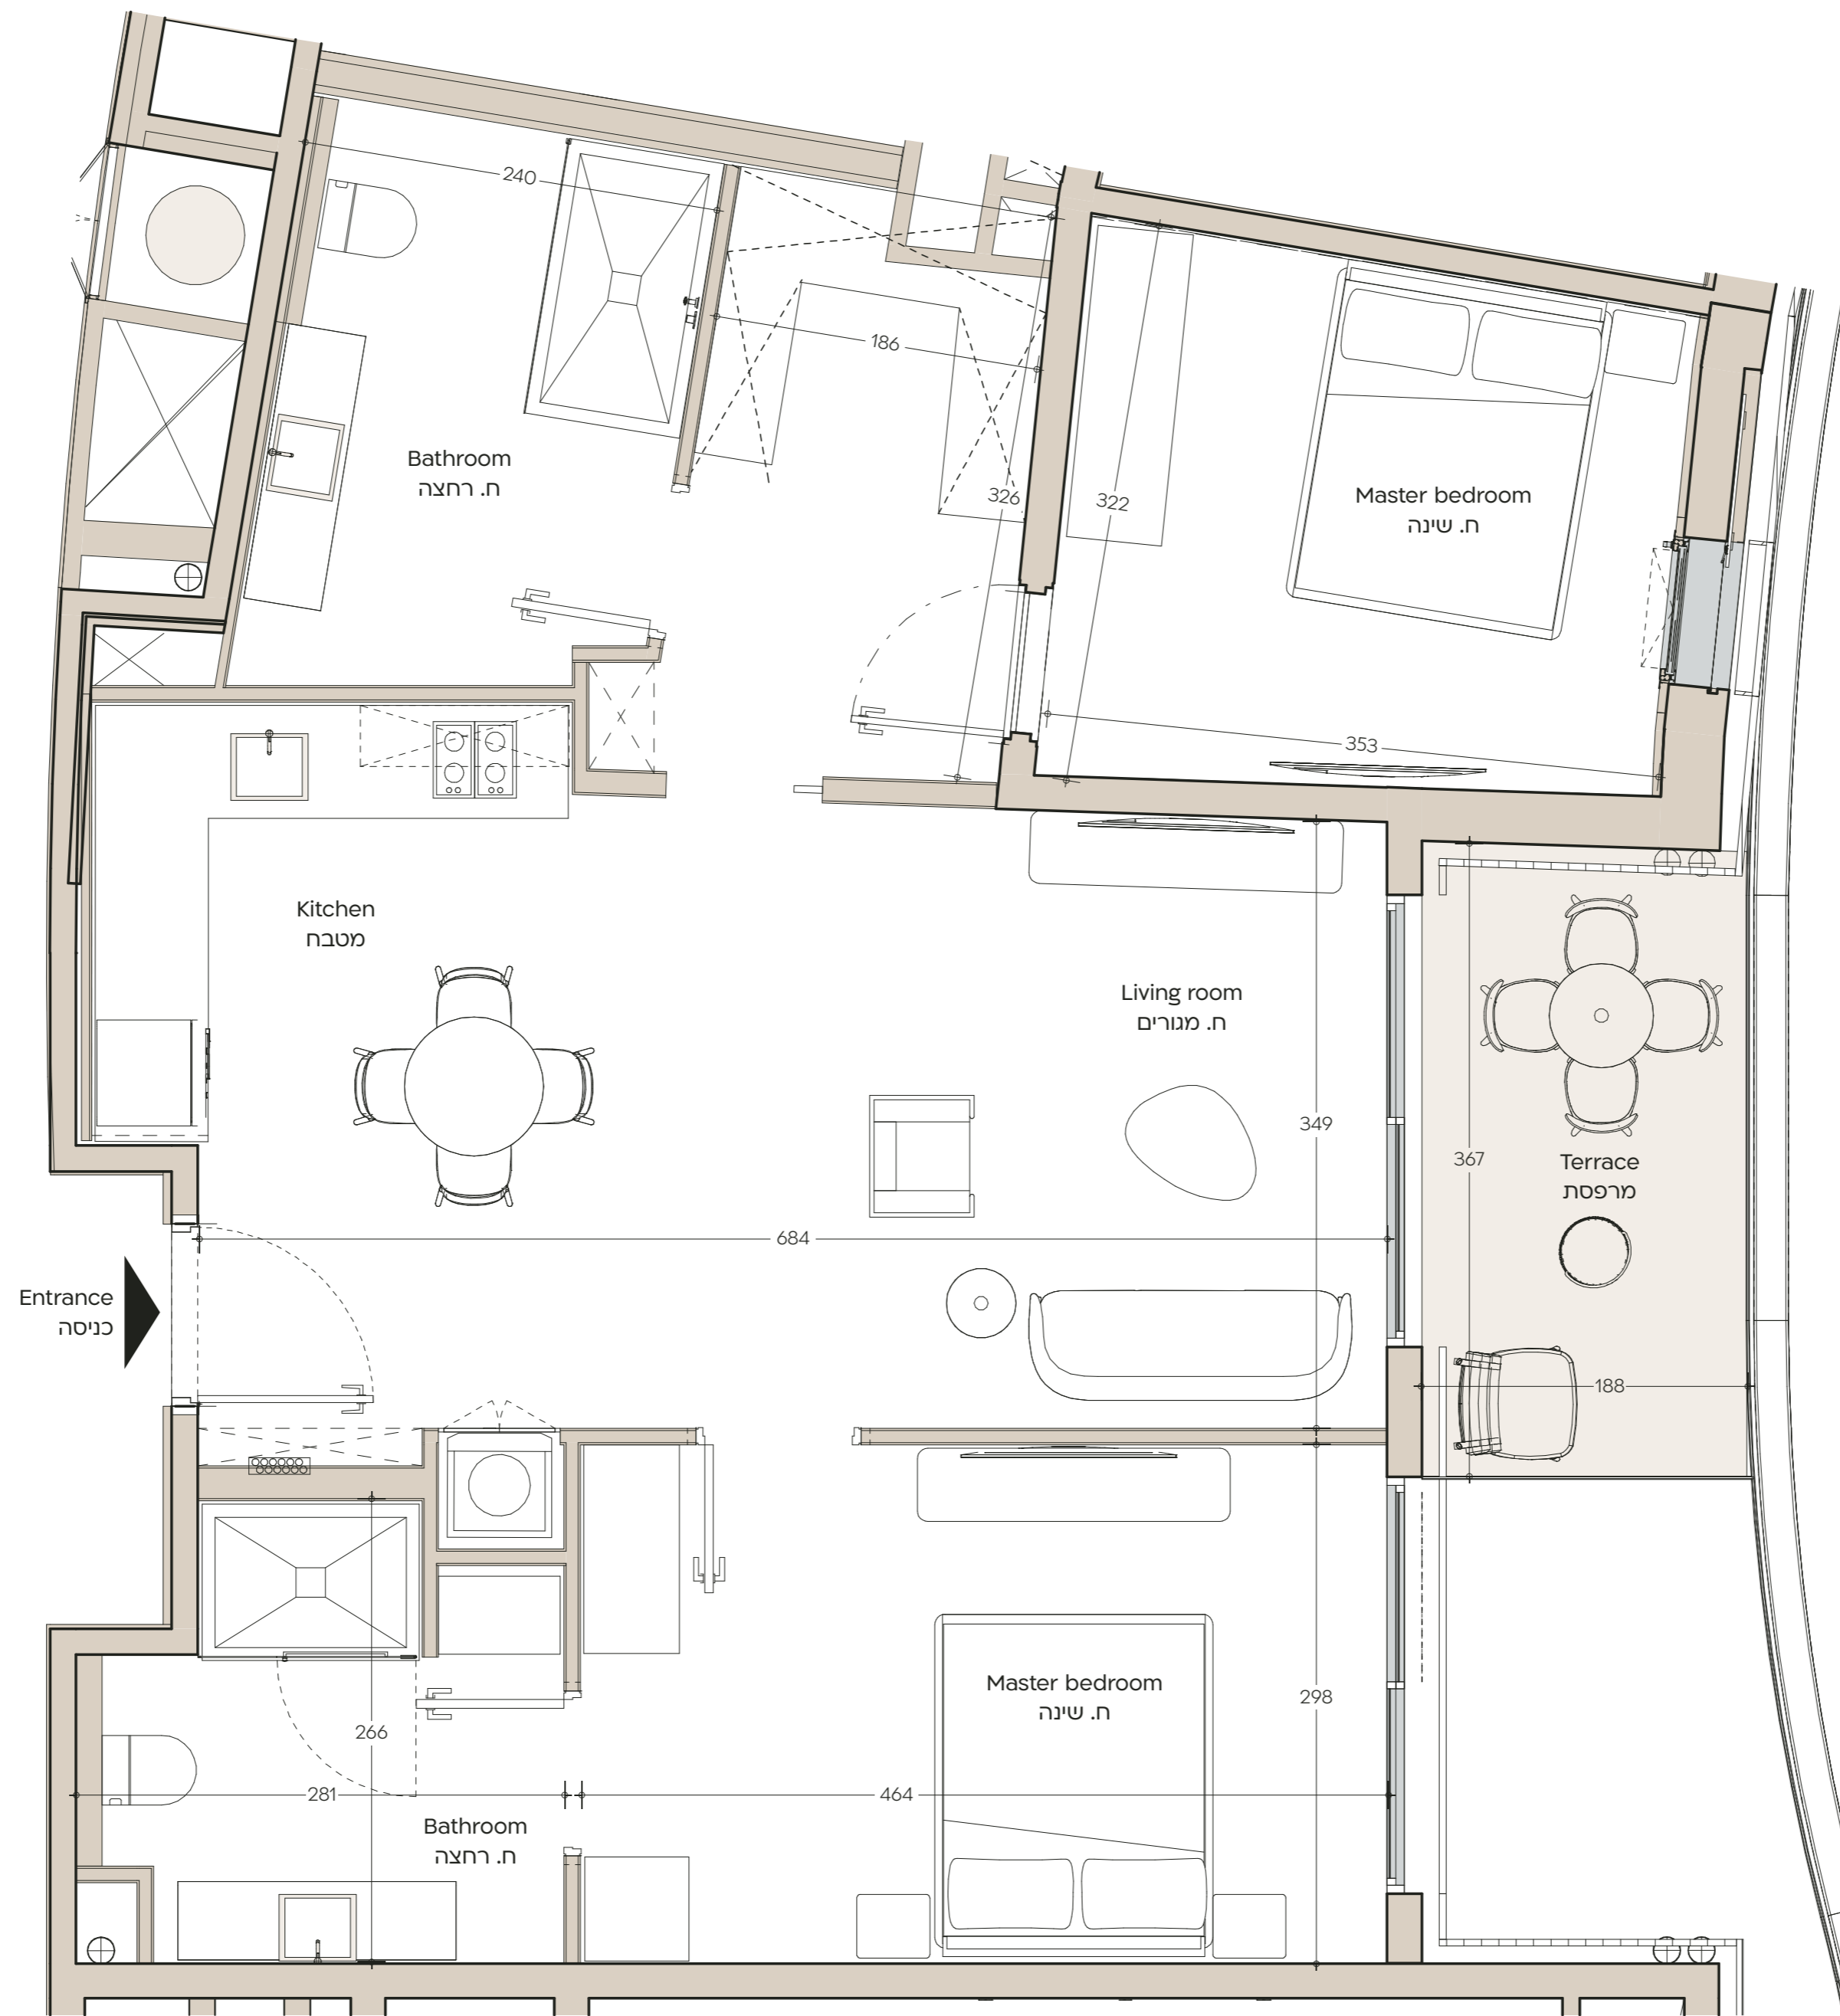 240
186
Bathroom
ח. רחצה
326
322
Master bedroom
ח. שינה
353
Kitchen
מטבח
Living room
ח. מגורים
349
367
Terrace
מרפסת
684
Entrance
כניסה
188
Master bedroom
ח. שינה
298
266
281
464
Bathroom
ח. רחצה